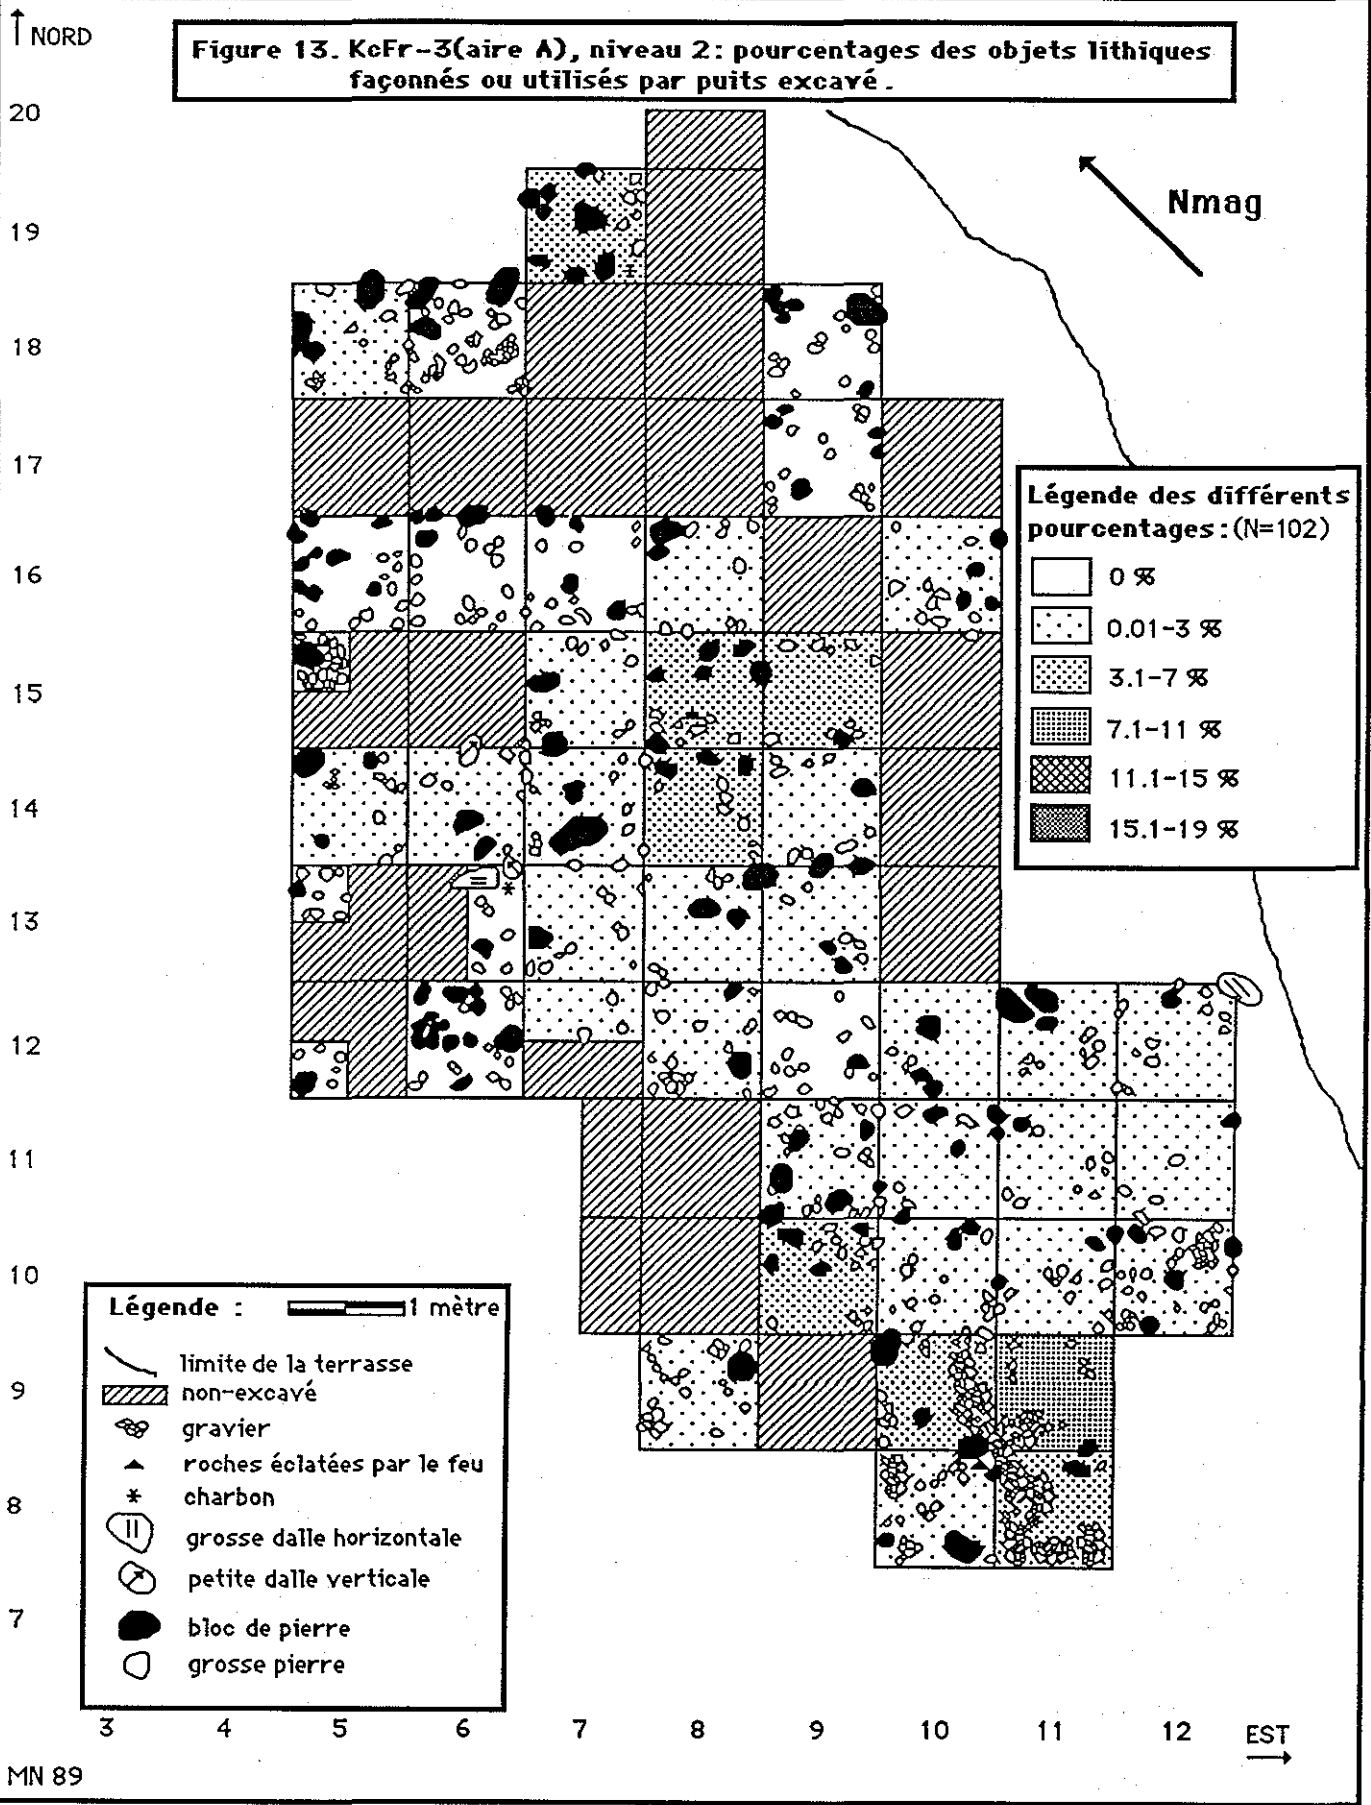 NORD
Figure 13. KcFr-3(aire A), niveau 2: pourcentages des objets lithiques
façonnés ou utilisés par puits excavé.
20
19
18
17
16
15
14
13
12
11
10
9
8
7
Nmag
Légende des différents
pourcentages:(N=102)
0 %
0.01-3 %
3.1-7 %
7.1-11 %
11.1-15 %
15.1-19 %
Légende : 1 mètre
limite de la terrasse
non-excavé
gravier
roches éclatées par le feu
* charbon
grosse dalle horizontale
petite dalle verticale
bloc de pierre
grosse pierre
3 4 5 6 7 8 9 10 11 12 EST
MN 89